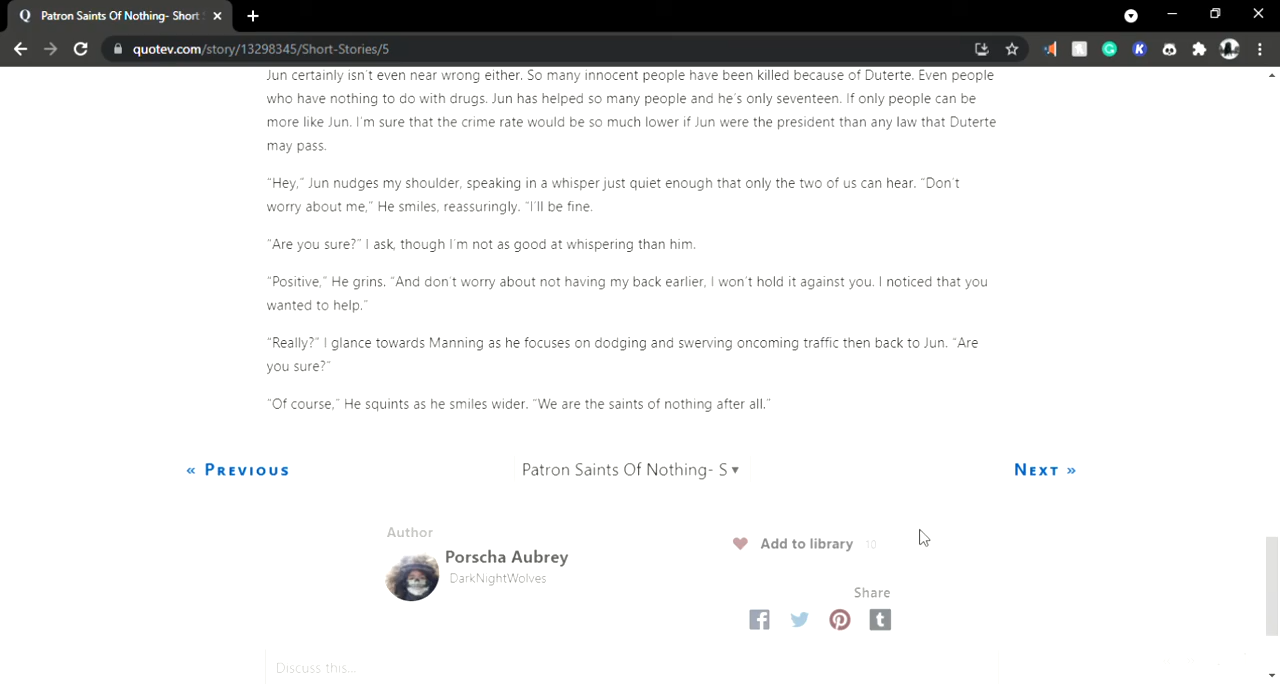 Patron Saints Of Nothing- Short
quotev.com/story/13298345/Short-Stories/5
Jun certainly isn't even near wrong either. So many innocent people have been killed because of Duterte. Even people
who have nothing to do with drugs. Jun has helped so many people and he's only seventeen. If only people can be
more like Jun. I'm sure that the crime rate would be so much lower if Jun were the president than any law that Duterte
may pass.
“Hey,” Jun nudges my shoulder, speaking in a whisper just quiet enough that only the two of us can hear. “Don't
worry about me,” He smiles, reassuringly. “I'll be fine.
“Are you sure?” I ask, though I'm not as good at whispering than him.
“Positive,” He grins. “And don't worry about not having my back earlier, I won't hold it against you. I noticed that you
wanted to help.”
“Really?” I glance towards Manning as he focuses on dodging and swerving oncoming traffic then back to Jun. “Are
you sure?”
“Of course,” He squints as he smiles wider. “We are the saints of nothing after all.”
« Previous
Patron Saints Of Nothing- S ▾
Next »
Author
Porscha Aubrey
DarkNightWolves
Add to library 10
Share
Discuss this...